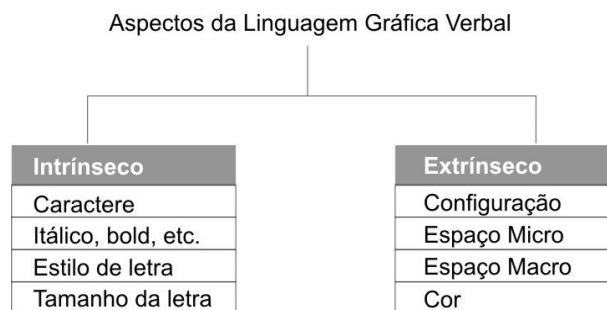 Aspectos da Linguagem Gráfica Verbal
Intrínseco
Caractere
Itálico, bold, etc.
Estilo de letra
Tamanho da letra
Extrínseco
Configuração
Espaço Micro
Espaço Macro
Cor